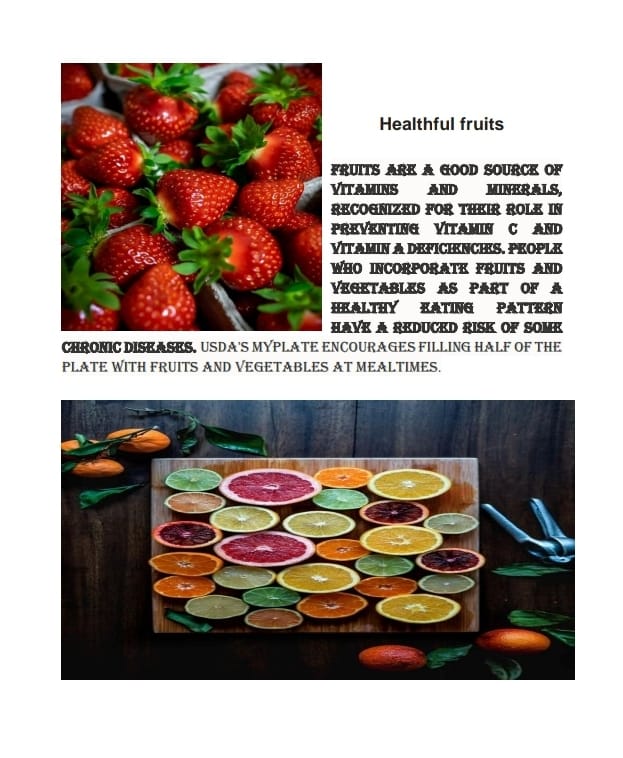 Healthful fruits
FRUITS ARE A GOOD SOURCE OF
VITAMINS AND MINERALS,
RECOGNIZED FOR THEIR ROLE IN
PREVENTING VITAMIN C AND
VITAMIN A DEFICIENCIES. PEOPLE
WHO INCORPORATE FRUITS AND
VEGETABLES AS PART OF A
HEALTHY EATING PATTERN
HAVE A REDUCED RISK OF SOME
CHRONIC DISEASES. USDA'S MYPLATE ENCOURAGES FILLING HALF OF THE
PLATE WITH FRUITS AND VEGETABLES AT MEALTIMES.